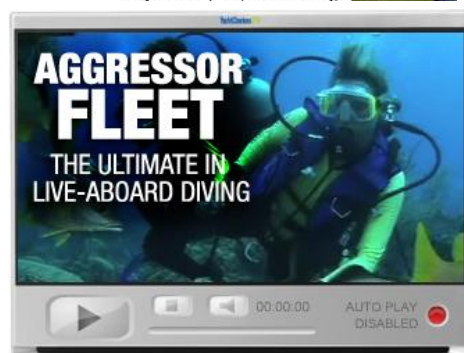 AGGRESSOR
FLEET
THE ULTIMATE IN
LIVE-ABOARD DIVING
00:00:00
AUTO PLAY
DISABLED